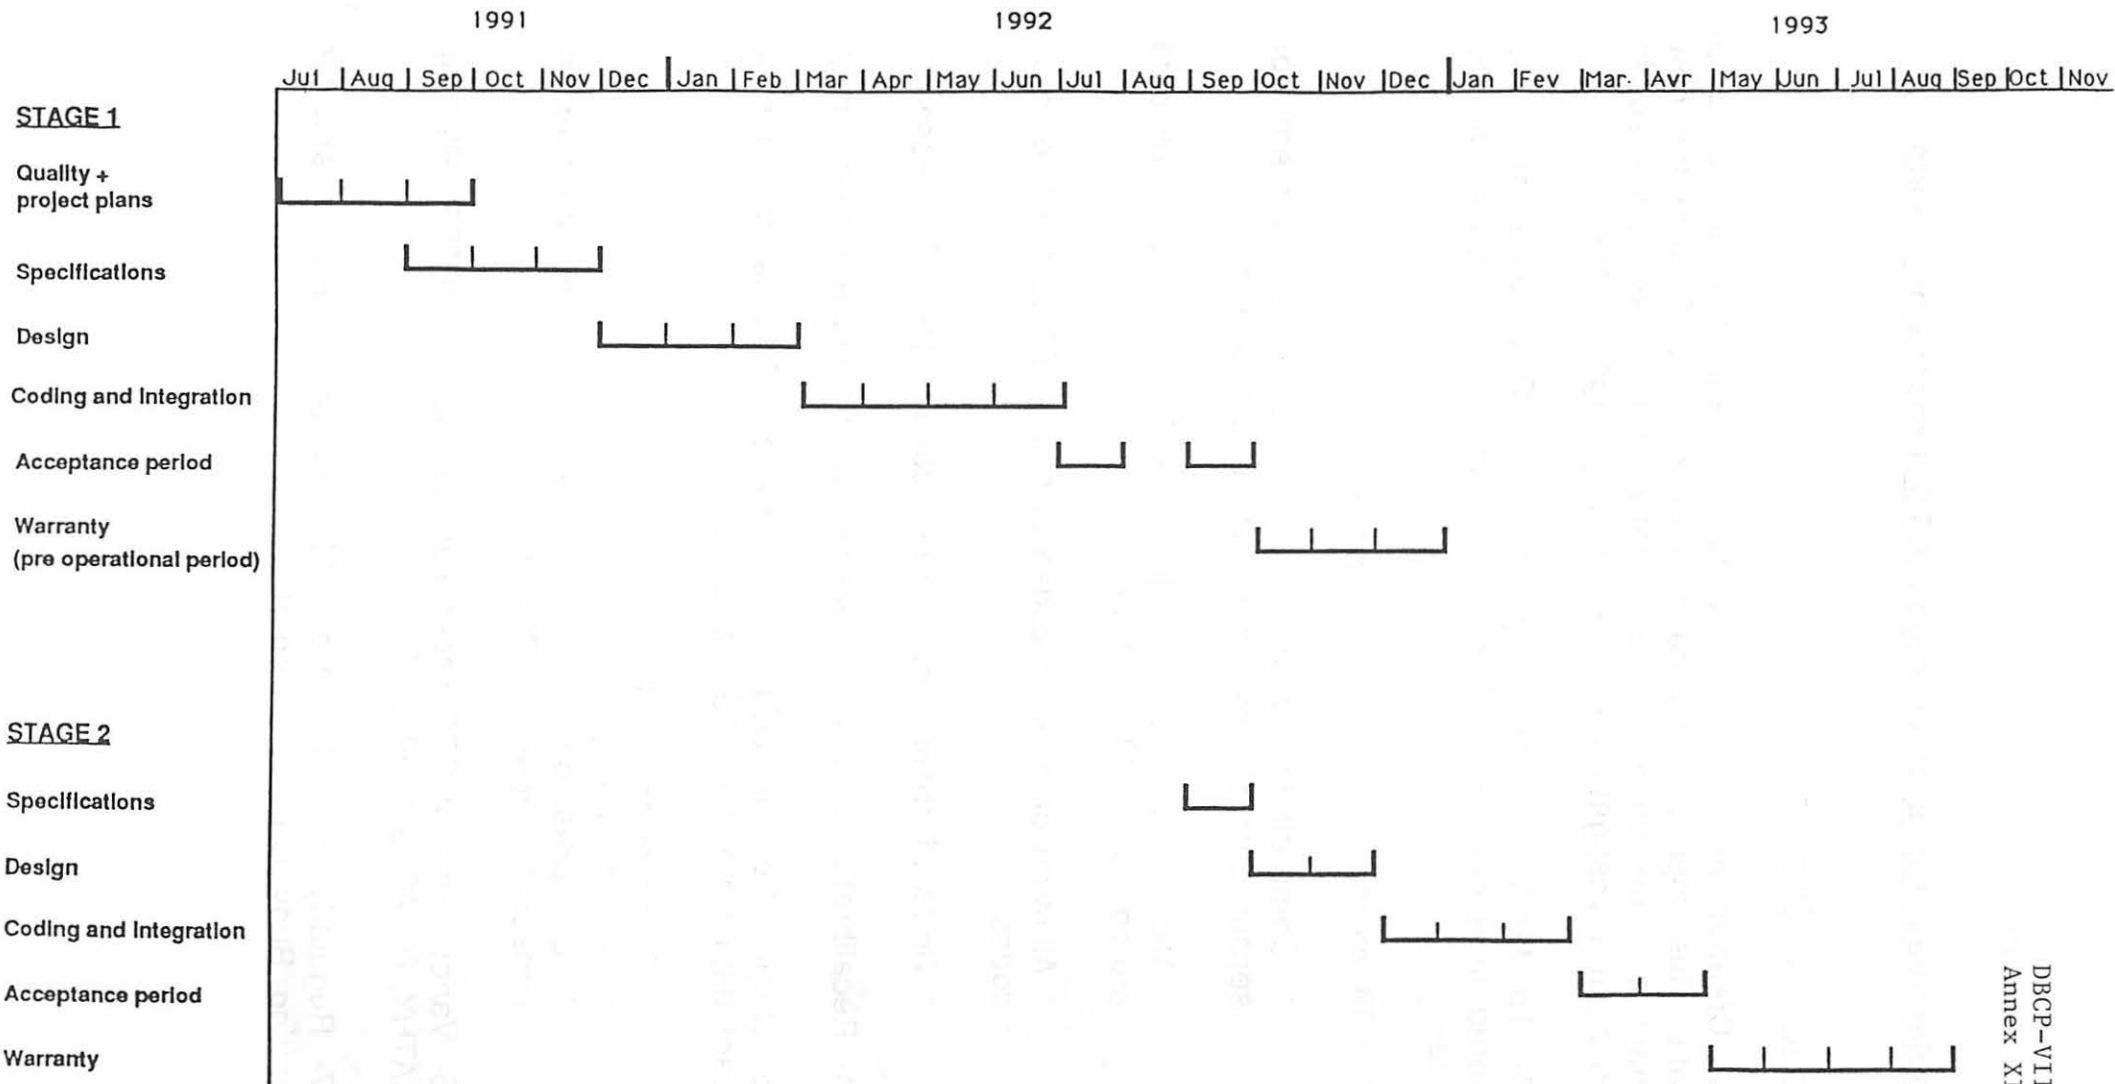 1991 1992 1993
Jul Aug Sep Oct Nov Dec Jan Feb Mar Apr May Jun Jul Aug Sep Oct Nov Dec Jan Fev Mar. Avr May Jun Jul Aug Sep Oct Nov
STAGE 1
Quality +
project plans
Specifications
Design
Coding and Integration
Acceptance period
Warranty
(pre operational period)
STAGE 2
Specifications
Design
Coding and Integration
Acceptance period
Warranty
DBCP-VII
Annex XI